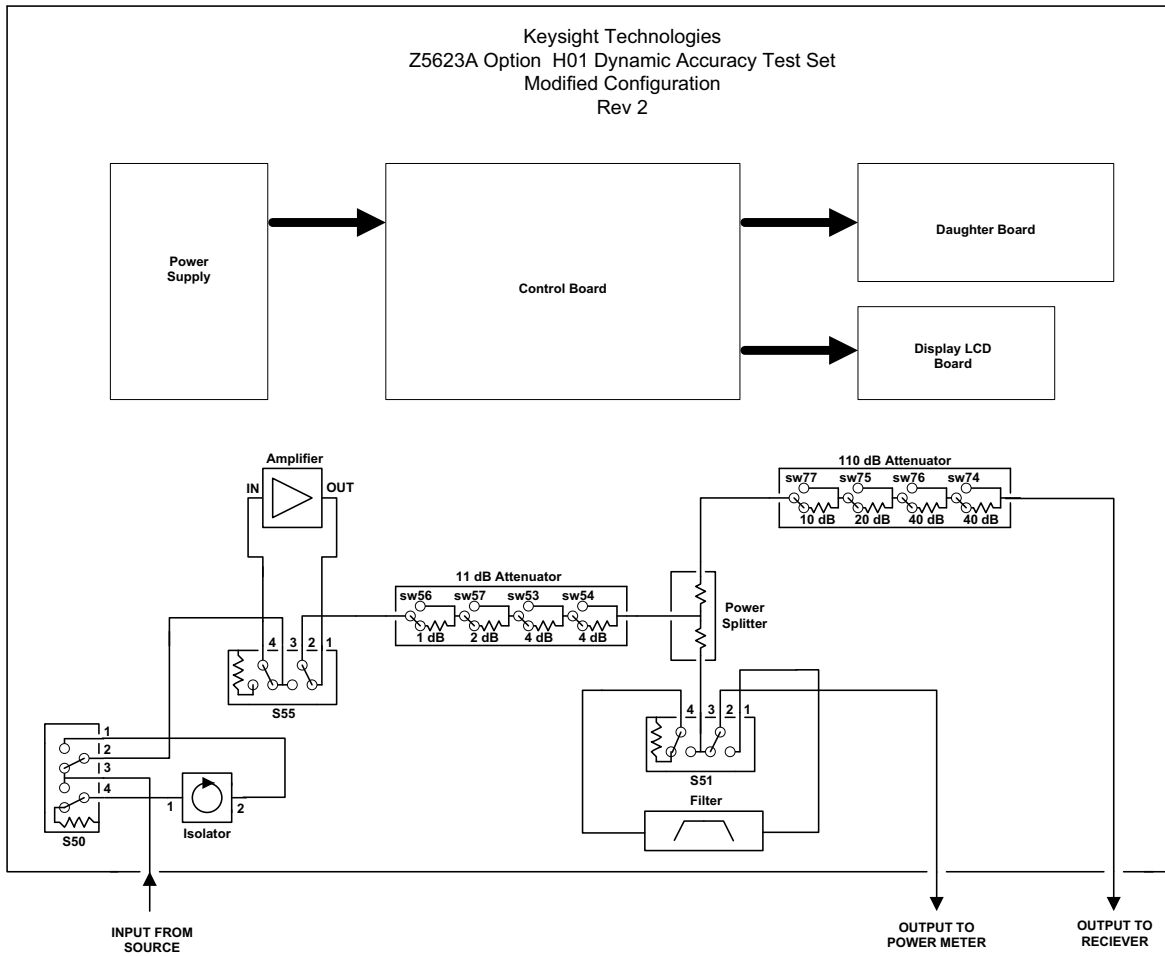 Keysight Technologies
Z5623A Option H01 Dynamic Accuracy Test Set
Modified Configuration
Rev 2
Power
Supply
Control Board
Daughter Board
Display LCD
Board
Amplifier
IN
OUT
110 dB Attenuator
sw77 sw75 sw76 sw74
10 dB 20 dB 40 dB 40 dB
11 dB Attenuator
sw56 sw57 sw53 sw54
1 dB 2 dB 4 dB 4 dB
Power
Splitter
4 3 2 1
S55
4 3 2 1
S51
Filter
1
2
3
4
S50
1
2
Isolator
INPUT FROM
SOURCE
OUTPUT TO
POWER METER
OUTPUT TO
RECIEVER